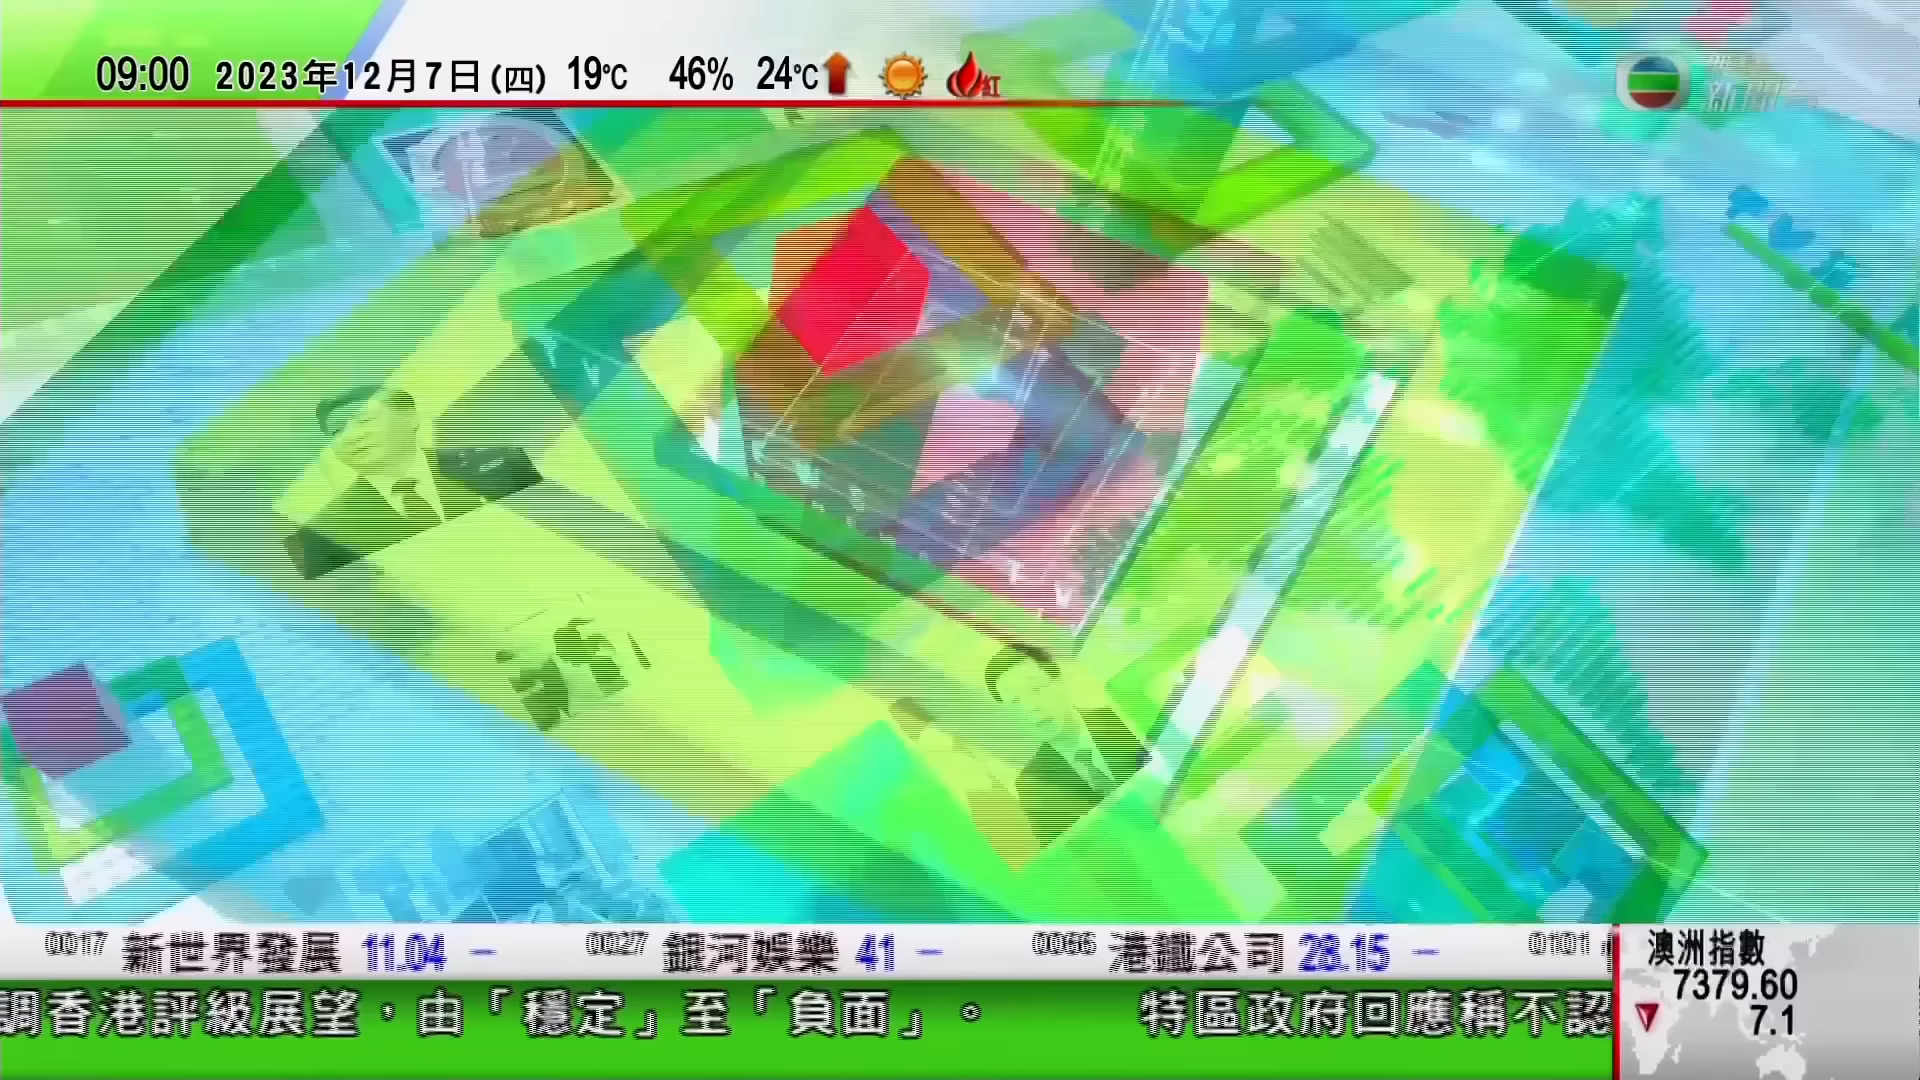 09:00 2023年12月7日(四) 19℃ 46% 24℃ 紅
0017 新世界發展 11.04 － 0027 銀河娛樂 41 － 0066 港鐵公司 28.15 － 0101
調香港評級展望，由「穩定」至「負面」。 特區政府回應稱不認
澳洲指數
7379.60
7.1